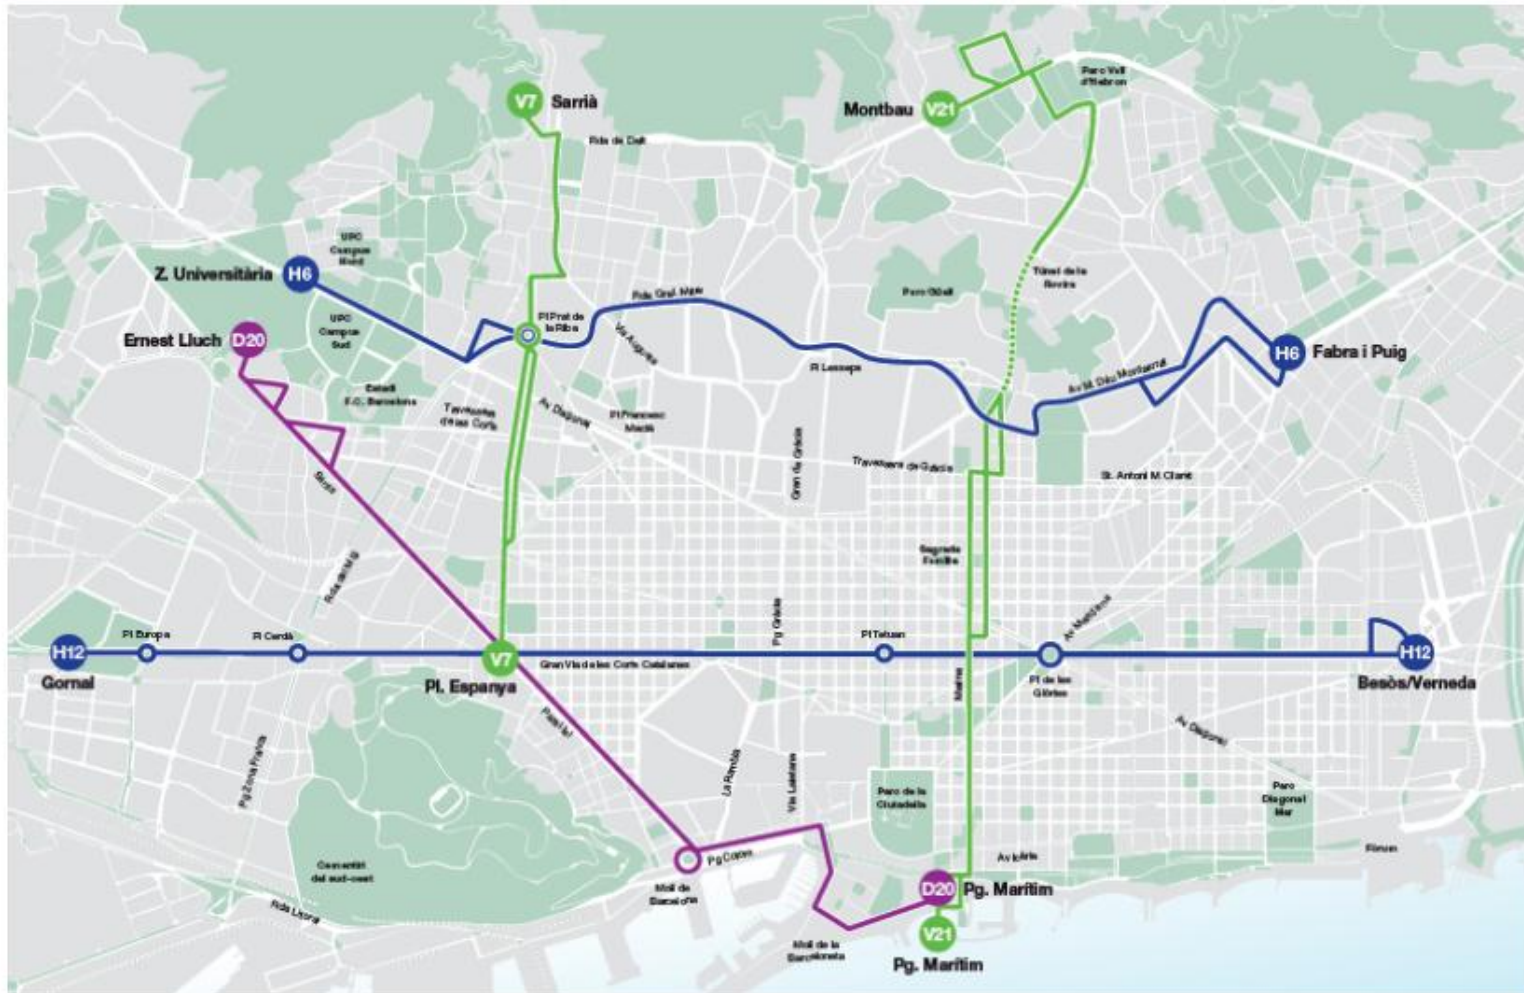 Parc Vall
d'Hebron
V7 Sarrià
Montbau V21
Rda de Dalt
UPC
Campus
Nord
Z. Universitària H6
Túnel de la
Rovira
Parc Güell
Rda Gral. Mitre
Pl Prat de
la Riba
Via Augusta
UPC
Campus
Sud
Ernest Lluch D20
H6 Fabra i Puig
Pl Lesseps
Av M. Déu Montserrat
Estadi
F.C. Barcelona
Travessera
de les Corts
Av. Diagonal
Pl Francesc
Macià
Gran de Gràcia
Travessera de Gràcia
St. Antoni M. Claret
Sants
Sagrada
Família
Rda del Mig
Pg Gràcia
Av Meridiana
Pl Europa
Pl Cerdà
Pl Tetuan
H12
Gornal
V7
Pl. Espanya
Gran Via de les Corts Catalanes
Pl de les
Glòries
H12
Besòs/Verneda
Marina
Paral·lel
Av Diagonal
Pg Zona Franca
La Rambla
Via Laietana
Parc de la
Ciutadella
Parc
Diagonal
Mar
Fòrum
Av Icària
Pg Colom
Cementiri
del sud-oest
Moll de
Barcelona
D20 Pg. Marítim
Rda Litoral
V21
Pg. Marítim
Moll de la
Barceloneta